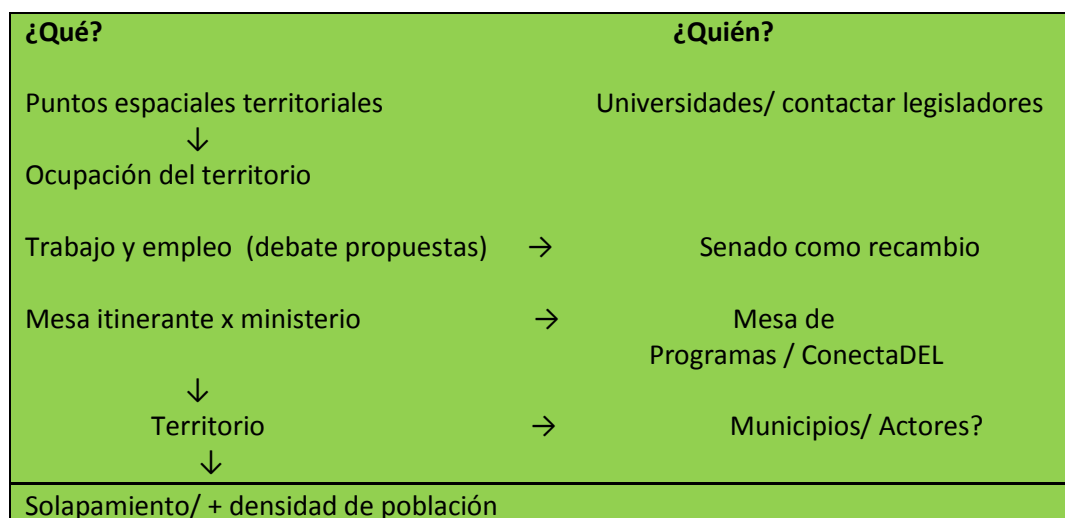 ¿Qué? ¿Quién?
Puntos espaciales territoriales Universidades/ contactar legisladores
↓
Ocupación del territorio
Trabajo y empleo (debate propuestas) → Senado como recambio
Mesa itinerante x ministerio → Mesa de
Programas / ConectaDEL
↓
Territorio → Municipios/ Actores?
↓
Solapamiento/ + densidad de población